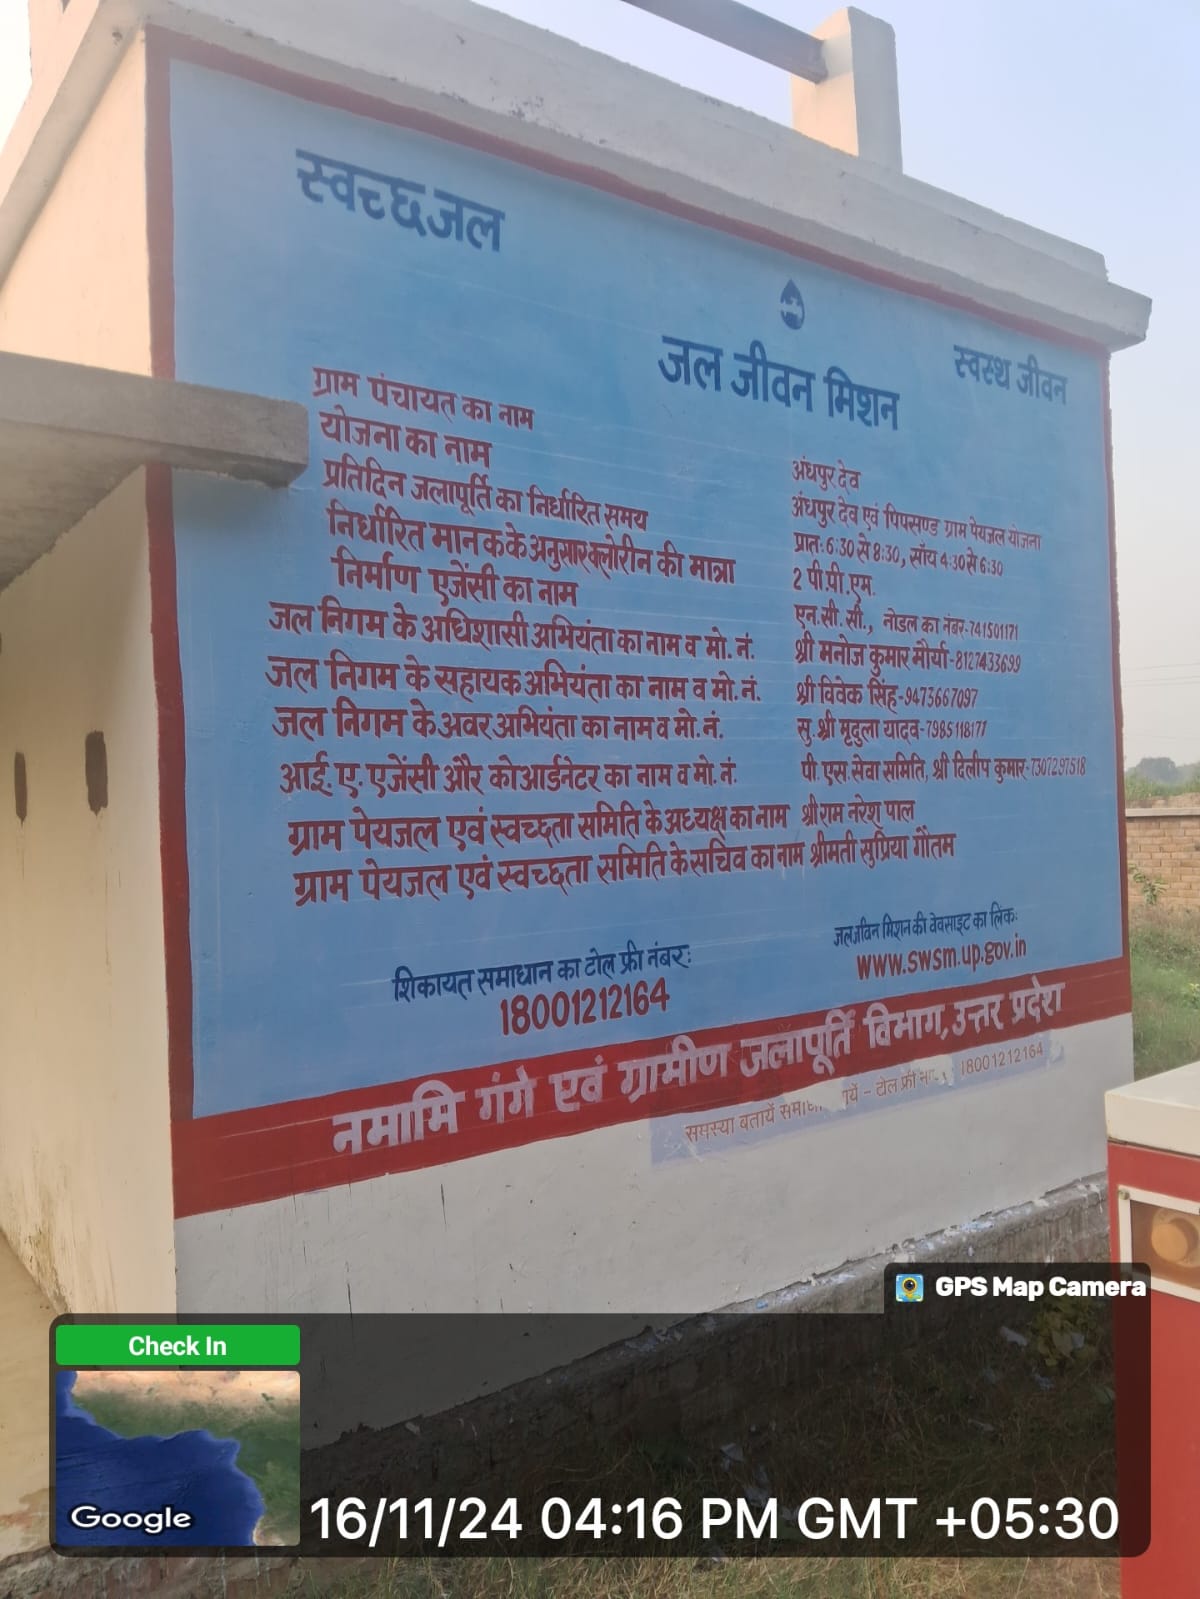 स्वच्छ जल
जल जीवन मिशन
स्वस्थ जीवन
ग्राम पंचायत का नाम अंधपुर देव
योजना का नाम अंधपुर देव एवं पिपसण्ड ग्राम पेयजल योजना
प्रतिदिन जलापूर्ति का निर्धारित समय प्रातः 6:30 से 8:30, सॉय 4:30 से 6:30
निर्धारित मानक के अनुसार क्लोरीन की मात्रा 2 पी.पी.एम.
निर्माण एजेंसी का नाम एन.सी.सी., नोडल का नंबर-741501171
जल निगम के अधिशासी अभियंता का नाम व मो. नं. श्री मनोज कुमार मौर्या-8127433699
जल निगम के सहायक अभियंता का नाम व मो. नं. श्री विवेक सिंह-9473667097
जल निगम के अवर अभियंता का नाम व मो. नं. सु. श्री मृदुला यादव-7985118177
आई. ए. एजेंसी और कोआर्डनेटर का नाम व मो. नं. पी. एस. सेवा समिति, श्री दिलीप कुमार-7307297518
ग्राम पेयजल एवं स्वच्छता समिति के अध्यक्ष का नाम श्री राम नरेश पाल
ग्राम पेयजल एवं स्वच्छता समिति के सचिव का नाम श्रीमती सुप्रिया गौतम
शिकायत समाधान का टोल फ्री नंबर:
18001212164
जल जीवन मिशन की वेबसाइट का लिंक:
www.swsm.up.gov.in
नमामि गंगे एवं ग्रामीण जलापूर्ति विभाग, उत्तर प्रदेश
समस्या बतायें - टोल फ्री 18001212164
GPS Map Camera
Check In
Google
16/11/24 04:16 PM GMT +05:30